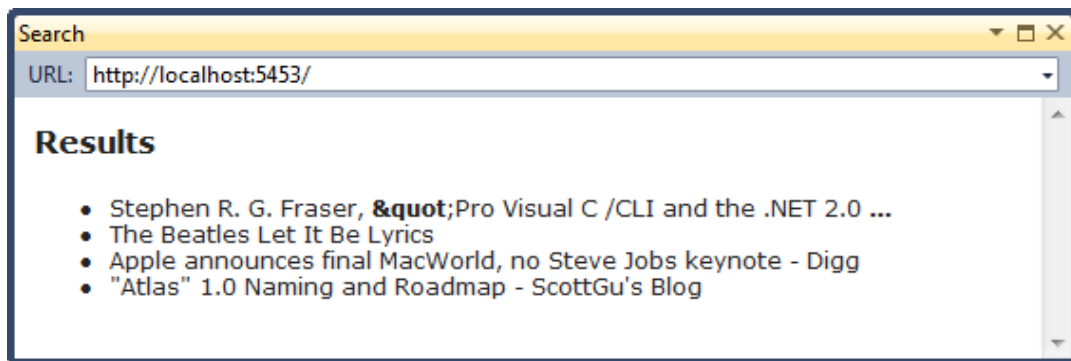 Search
URL: http://localhost:5453/
Results
• Stephen R. G. Fraser, &quot;Pro Visual C /CLI and the .NET 2.0 ...
• The Beatles Let It Be Lyrics
• Apple announces final MacWorld, no Steve Jobs keynote - Digg
• "Atlas" 1.0 Naming and Roadmap - ScottGu's Blog